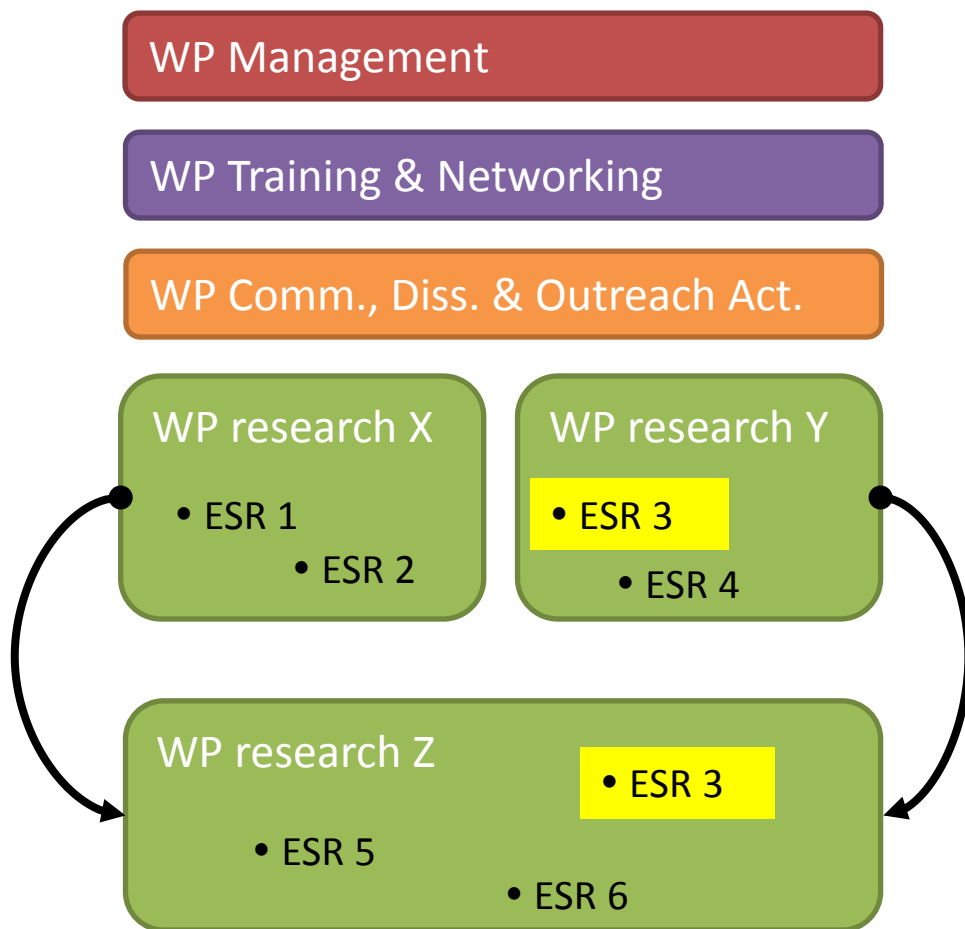 WP Management
WP Training & Networking
WP Comm., Diss. & Outreach Act.
WP research X
• ESR 1
• ESR 2
WP research Y
• ESR 3
• ESR 4
WP research Z
• ESR 3
• ESR 5
• ESR 6